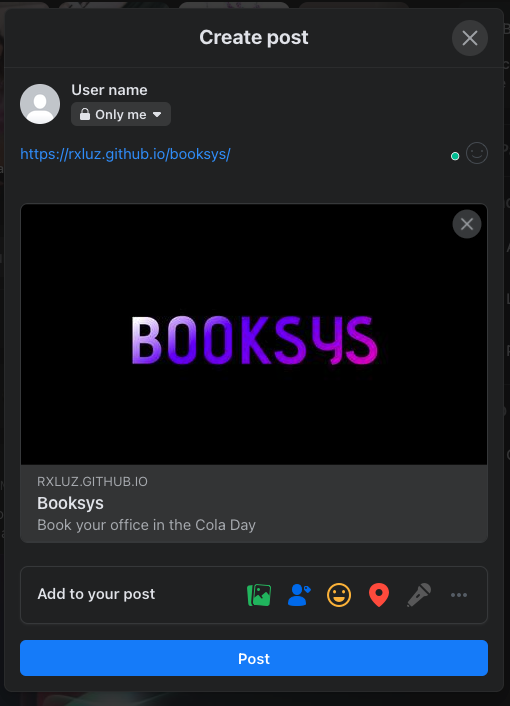 Create post
User name
Only me
https://rxluz.github.io/booksys/
BOOKSYS
RXLUZ.GITHUB.IO
Booksys
Book your office in the Cola Day
Add to your post
Post